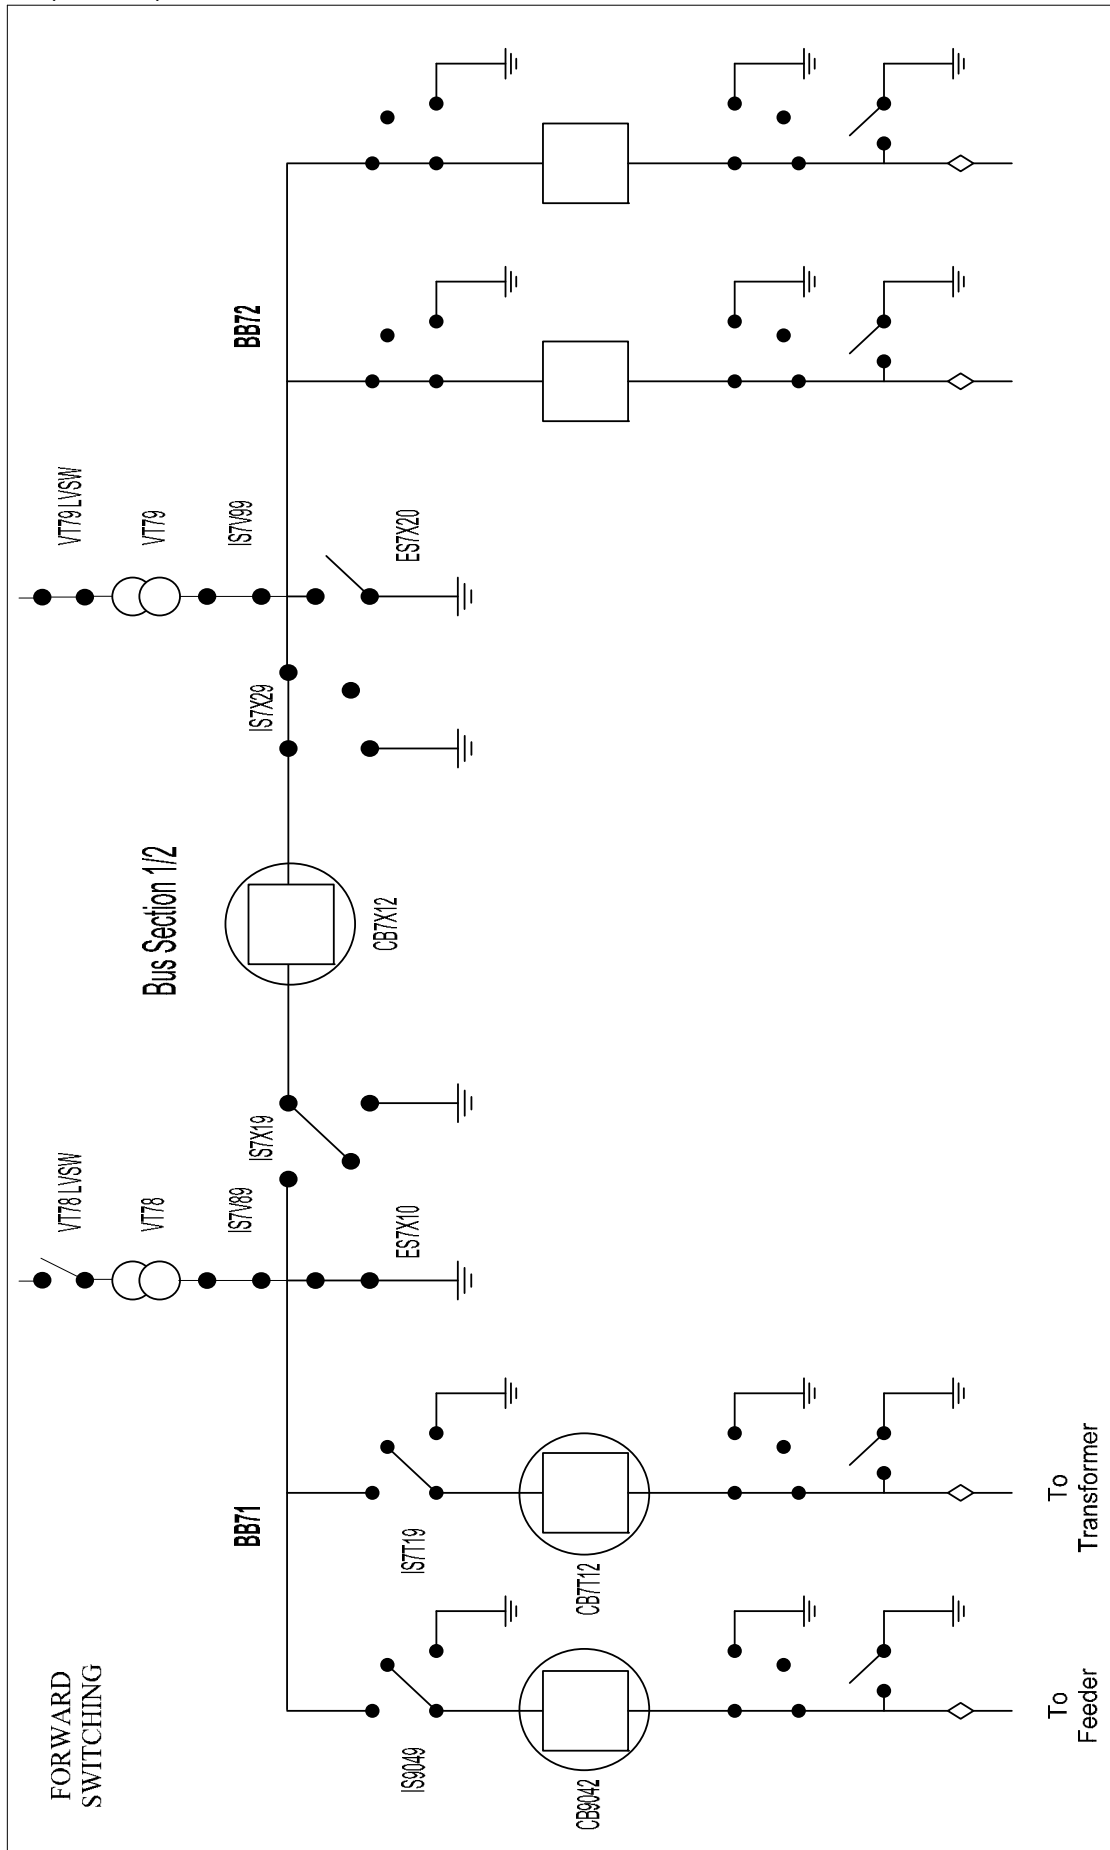 FORWARD
SWITCHING
BB71
BB72
Bus Section 1/2
VT78 LVSW
VT78
IS7V89
ES7X10
IS7X19
CB7X12
IS7X29
VT79 LVSW
VT79
IS7V99
ES7X20
IS9049
CB9042
IS7T19
CB7T12
To
Feeder
To
Transformer